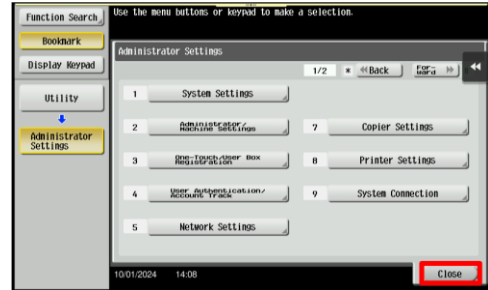 Function Search
Use the menu buttons or keypad to make a selection.
Bookmark
Administrator Settings
Display Keypad
1/2 * Back For-ward
Utility
1 System Settings
Administrator Settings
2 Administrator/Machine Settings
7 Copier Settings
3 One-Touch/User Box Registration
8 Printer Settings
4 User Authentication/Account Track
9 System Connection
5 Network Settings
10/01/2024 14:08
Close